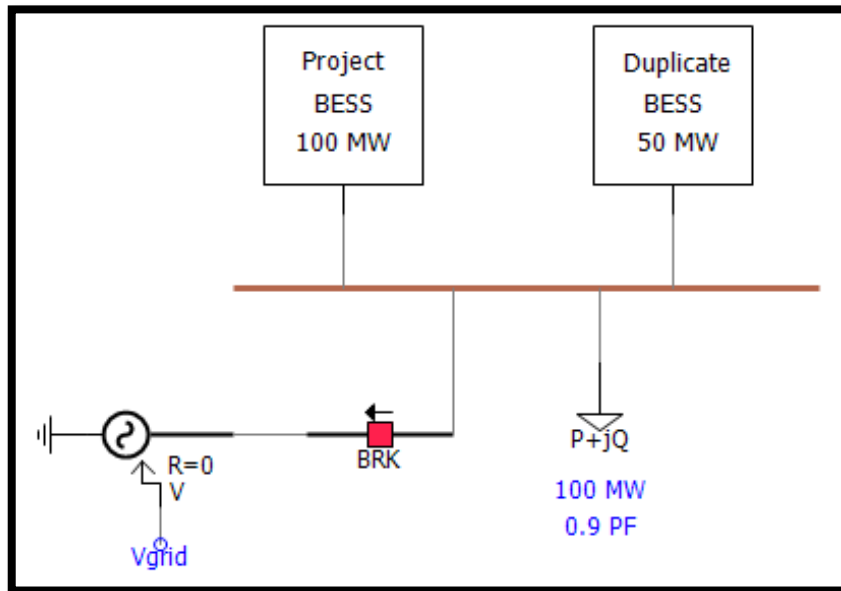 Project
BESS
100 MW
Duplicate
BESS
50 MW
R=0
V
Vgrid
BRK
P+jQ
100 MW
0.9 PF